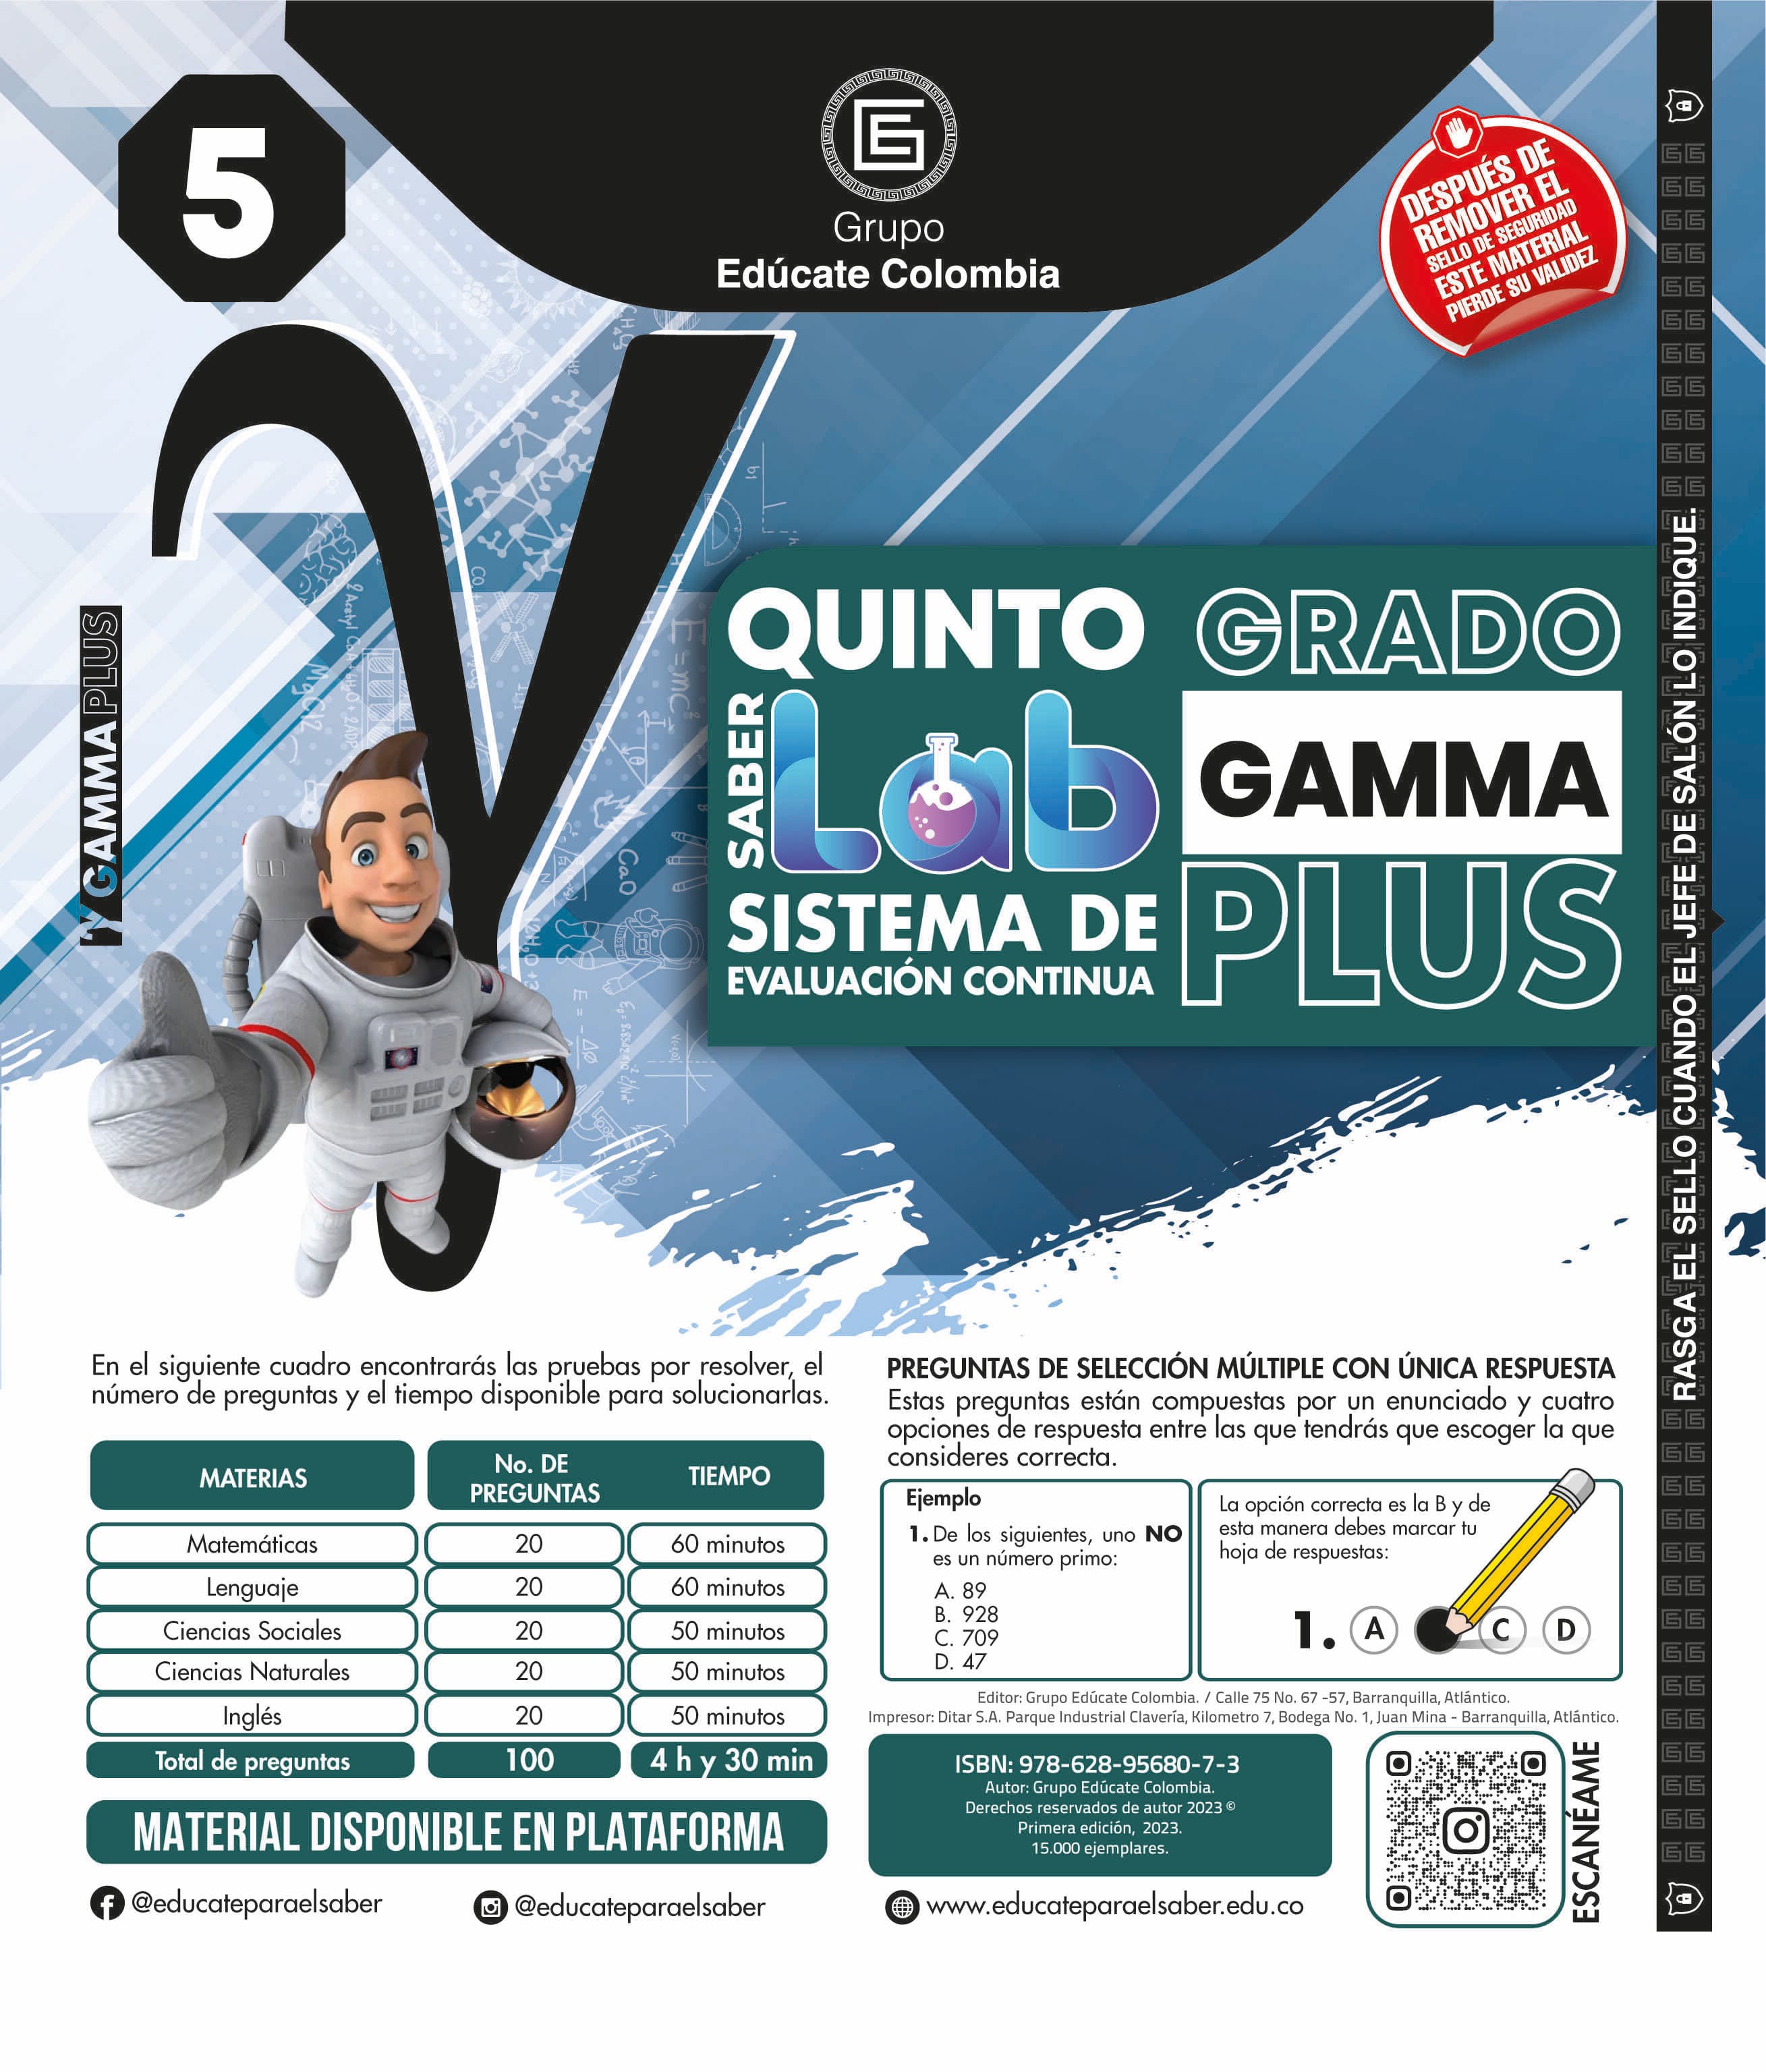 5
Grupo
Edúcate Colombia
DESPUÉS DE
REMOVER EL
SELLO DE SEGURIDAD
ESTE MATERIAL
PIERDE SU VALIDEZ
GAMMA PLUS
QUINTO GRADO
SABER
Lab
GAMMA
SISTEMA DE
EVALUACIÓN CONTINUA
PLUS
RASGA EL SELLO CUANDO EL JEFE DE SALÓN LO INDIQUE.
En el siguiente cuadro encontrarás las pruebas por resolver, el
número de preguntas y el tiempo disponible para solucionarlas.
MATERIAS No. DE PREGUNTAS TIEMPO
Matemáticas 20 60 minutos
Lenguaje 20 60 minutos
Ciencias Sociales 20 50 minutos
Ciencias Naturales 20 50 minutos
Inglés 20 50 minutos
Total de preguntas 100 4 h y 30 min
MATERIAL DISPONIBLE EN PLATAFORMA
@educateparaelsaber @educateparaelsaber
PREGUNTAS DE SELECCIÓN MÚLTIPLE CON ÚNICA RESPUESTA
Estas preguntas están compuestas por un enunciado y cuatro
opciones de respuesta entre las que tendrás que escoger la que
consideres correcta.
Ejemplo
1. De los siguientes, uno NO
es un número primo:
A. 89
B. 928
C. 709
D. 47
La opción correcta es la B y de
esta manera debes marcar tu
hoja de respuestas:
1. A C D
Editor: Grupo Edúcate Colombia. / Calle 75 No. 67 -57, Barranquilla, Atlántico.
Impresor: Ditar S.A. Parque Industrial Clavería, Kilometro 7, Bodega No. 1, Juan Mina - Barranquilla, Atlántico.
ISBN: 978-628-95680-7-3
Autor: Grupo Edúcate Colombia.
Derechos reservados de autor 2023 ©
Primera edición, 2023.
15.000 ejemplares.
www.educateparaelsaber.edu.co
ESCANÉAME